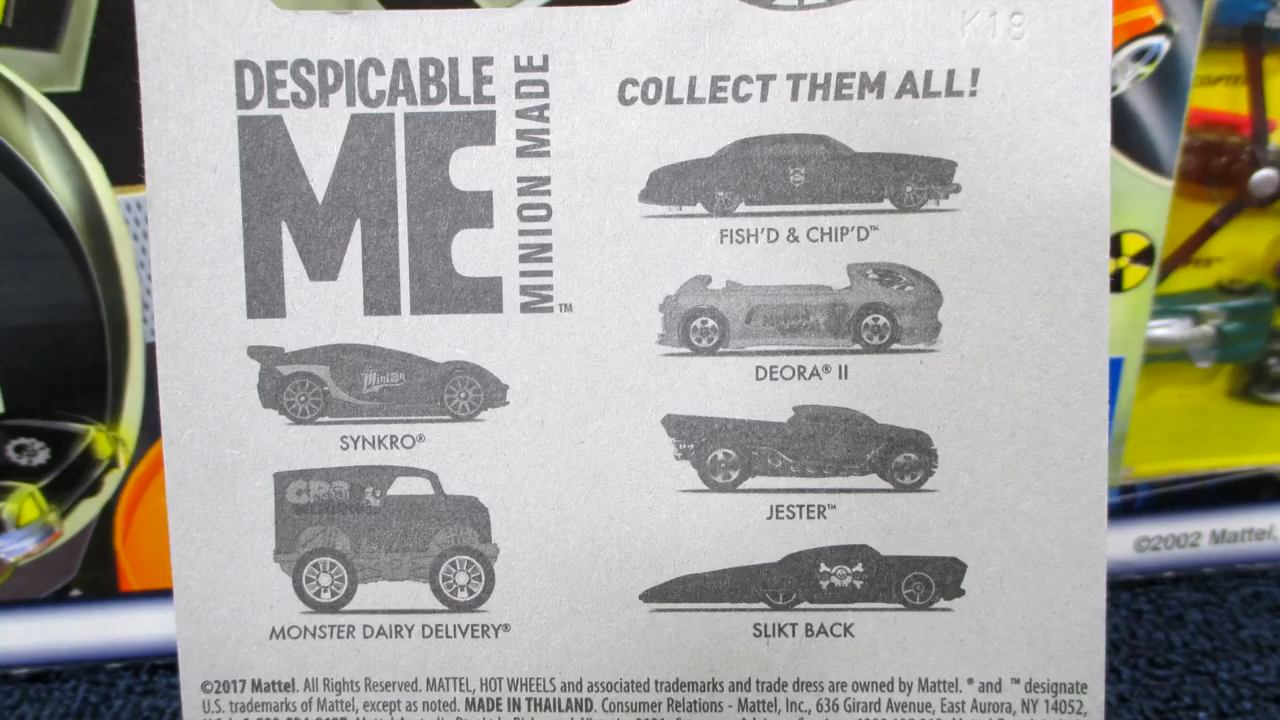 K18
DESPICABLE
ME
MINION MADE
™
COLLECT THEM ALL!
FISH'D & CHIP'D™
DEORA® II
Minion
SYNKRO®
JESTER™
GRU
MONSTER DAIRY DELIVERY®
SLIKT BACK
©2002 Mattel,
©2017 Mattel. All Rights Reserved. MATTEL, HOT WHEELS and associated trademarks and trade dress are owned by Mattel. ® and ™ designate
U.S. trademarks of Mattel, except as noted. MADE IN THAILAND. Consumer Relations - Mattel, Inc., 636 Girard Avenue, East Aurora, NY 14052,